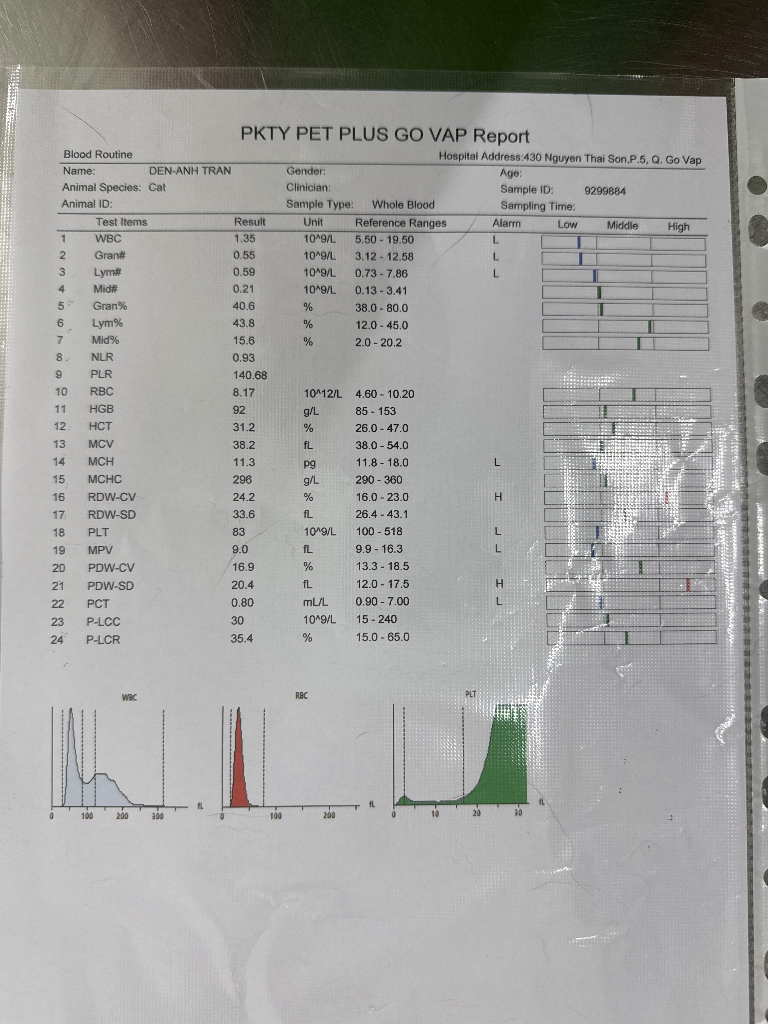 PKTY PET PLUS GO VAP Report
Blood Routine Hospital Address:430 Nguyen Thai Son,P.5, Q. Go Vap
Name: DEN-ANH TRAN Gender: Age:
Animal Species: Cat Clinician: Sample ID: 9299884
Animal ID: Sample Type: Whole Blood Sampling Time:
Test Items Result Unit Reference Ranges Alarm Low Middle High
1 WBC 1.35 10^9/L 5.50 - 19.50 L
2 Gran# 0.55 10^9/L 3.12 - 12.58 L
3 Lym# 0.59 10^9/L 0.73 - 7.86 L
4 Mid# 0.21 10^9/L 0.13 - 3.41
5 Gran% 40.6 % 38.0 - 80.0
6 Lym% 43.8 % 12.0 - 45.0
7 Mid% 15.6 % 2.0 - 20.2
8 NLR 0.93
9 PLR 140.68
10 RBC 8.17 10^12/L 4.60 - 10.20
11 HGB 92 g/L 85 - 153
12 HCT 31.2 % 26.0 - 47.0
13 MCV 38.2 fL 38.0 - 54.0
14 MCH 11.3 pg 11.8 - 18.0 L
15 MCHC 296 g/L 290 - 360
16 RDW-CV 24.2 % 16.0 - 23.0 H
17 RDW-SD 33.6 fL 26.4 - 43.1
18 PLT 83 10^9/L 100 - 518 L
19 MPV 9.0 fL 9.9 - 16.3 L
20 PDW-CV 16.9 % 13.3 - 18.5
21 PDW-SD 20.4 fL 12.0 - 17.5 H
22 PCT 0.80 mL/L 0.90 - 7.00 L
23 P-LCC 30 10^9/L 15 - 240
24 P-LCR 35.4 % 15.0 - 65.0
WBC RBC PLT
fL fL fL
0 100 200 300 0 100 200 0 10 20 30